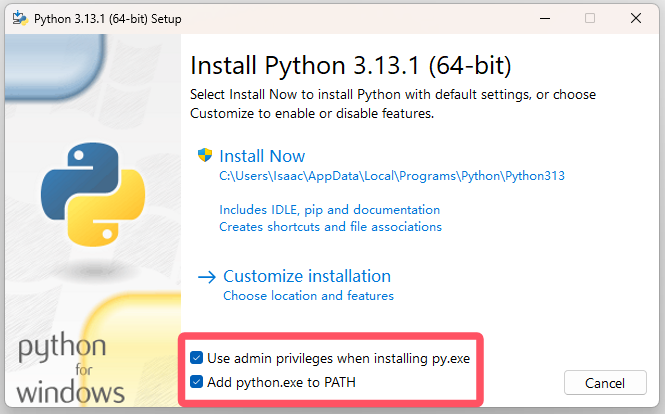 Python 3.13.1 (64-bit) Setup
Install Python 3.13.1 (64-bit)
Select Install Now to install Python with default settings, or choose
Customize to enable or disable features.
Install Now
C:\Users\Isaac\AppData\Local\Programs\Python\Python313
Includes IDLE, pip and documentation
Creates shortcuts and file associations
Customize installation
Choose location and features
python
for
windows
Use admin privileges when installing py.exe
Add python.exe to PATH
Cancel